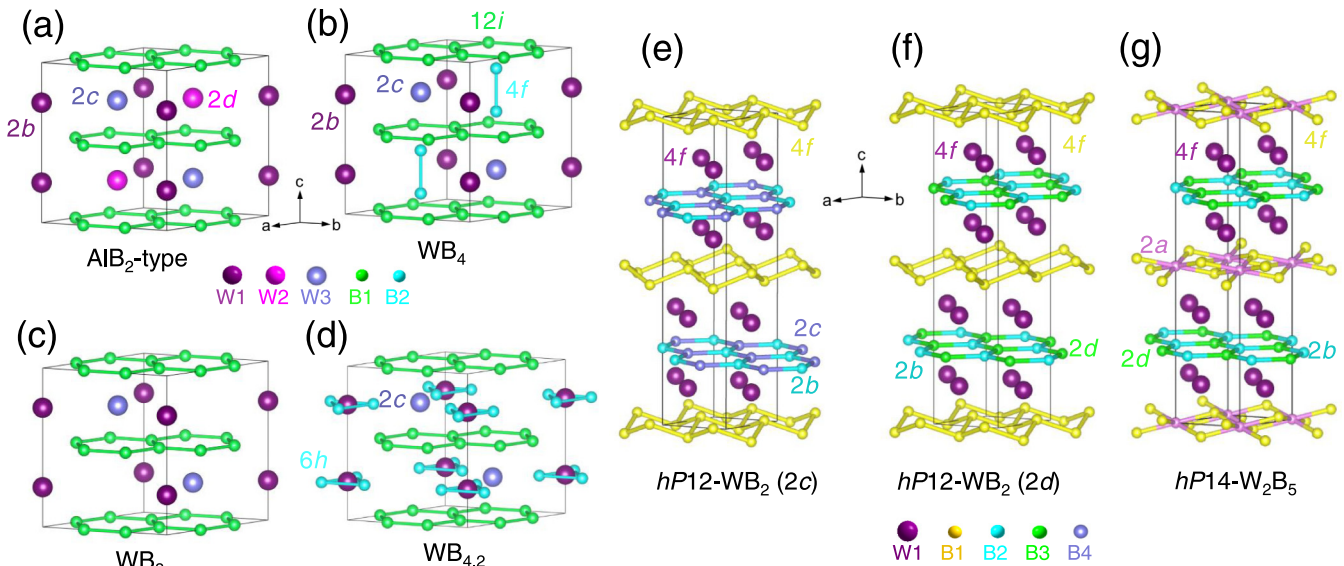 (a)
2c
2d
2b
AlB2-type
(b)
12i
2c
4f
2b
WB4
c
a
b
W1
W2
W3
B1
B2
(c)
(d)
2c
6h
WB4.2
(e)
4f
4f
2c
2b
hP12-WB2 (2c)
c
a
b
(f)
4f
4f
2b
2d
hP12-WB2 (2d)
(g)
4f
4f
2a
2d
2b
hP14-W2B5
W1
B1
B2
B3
B4